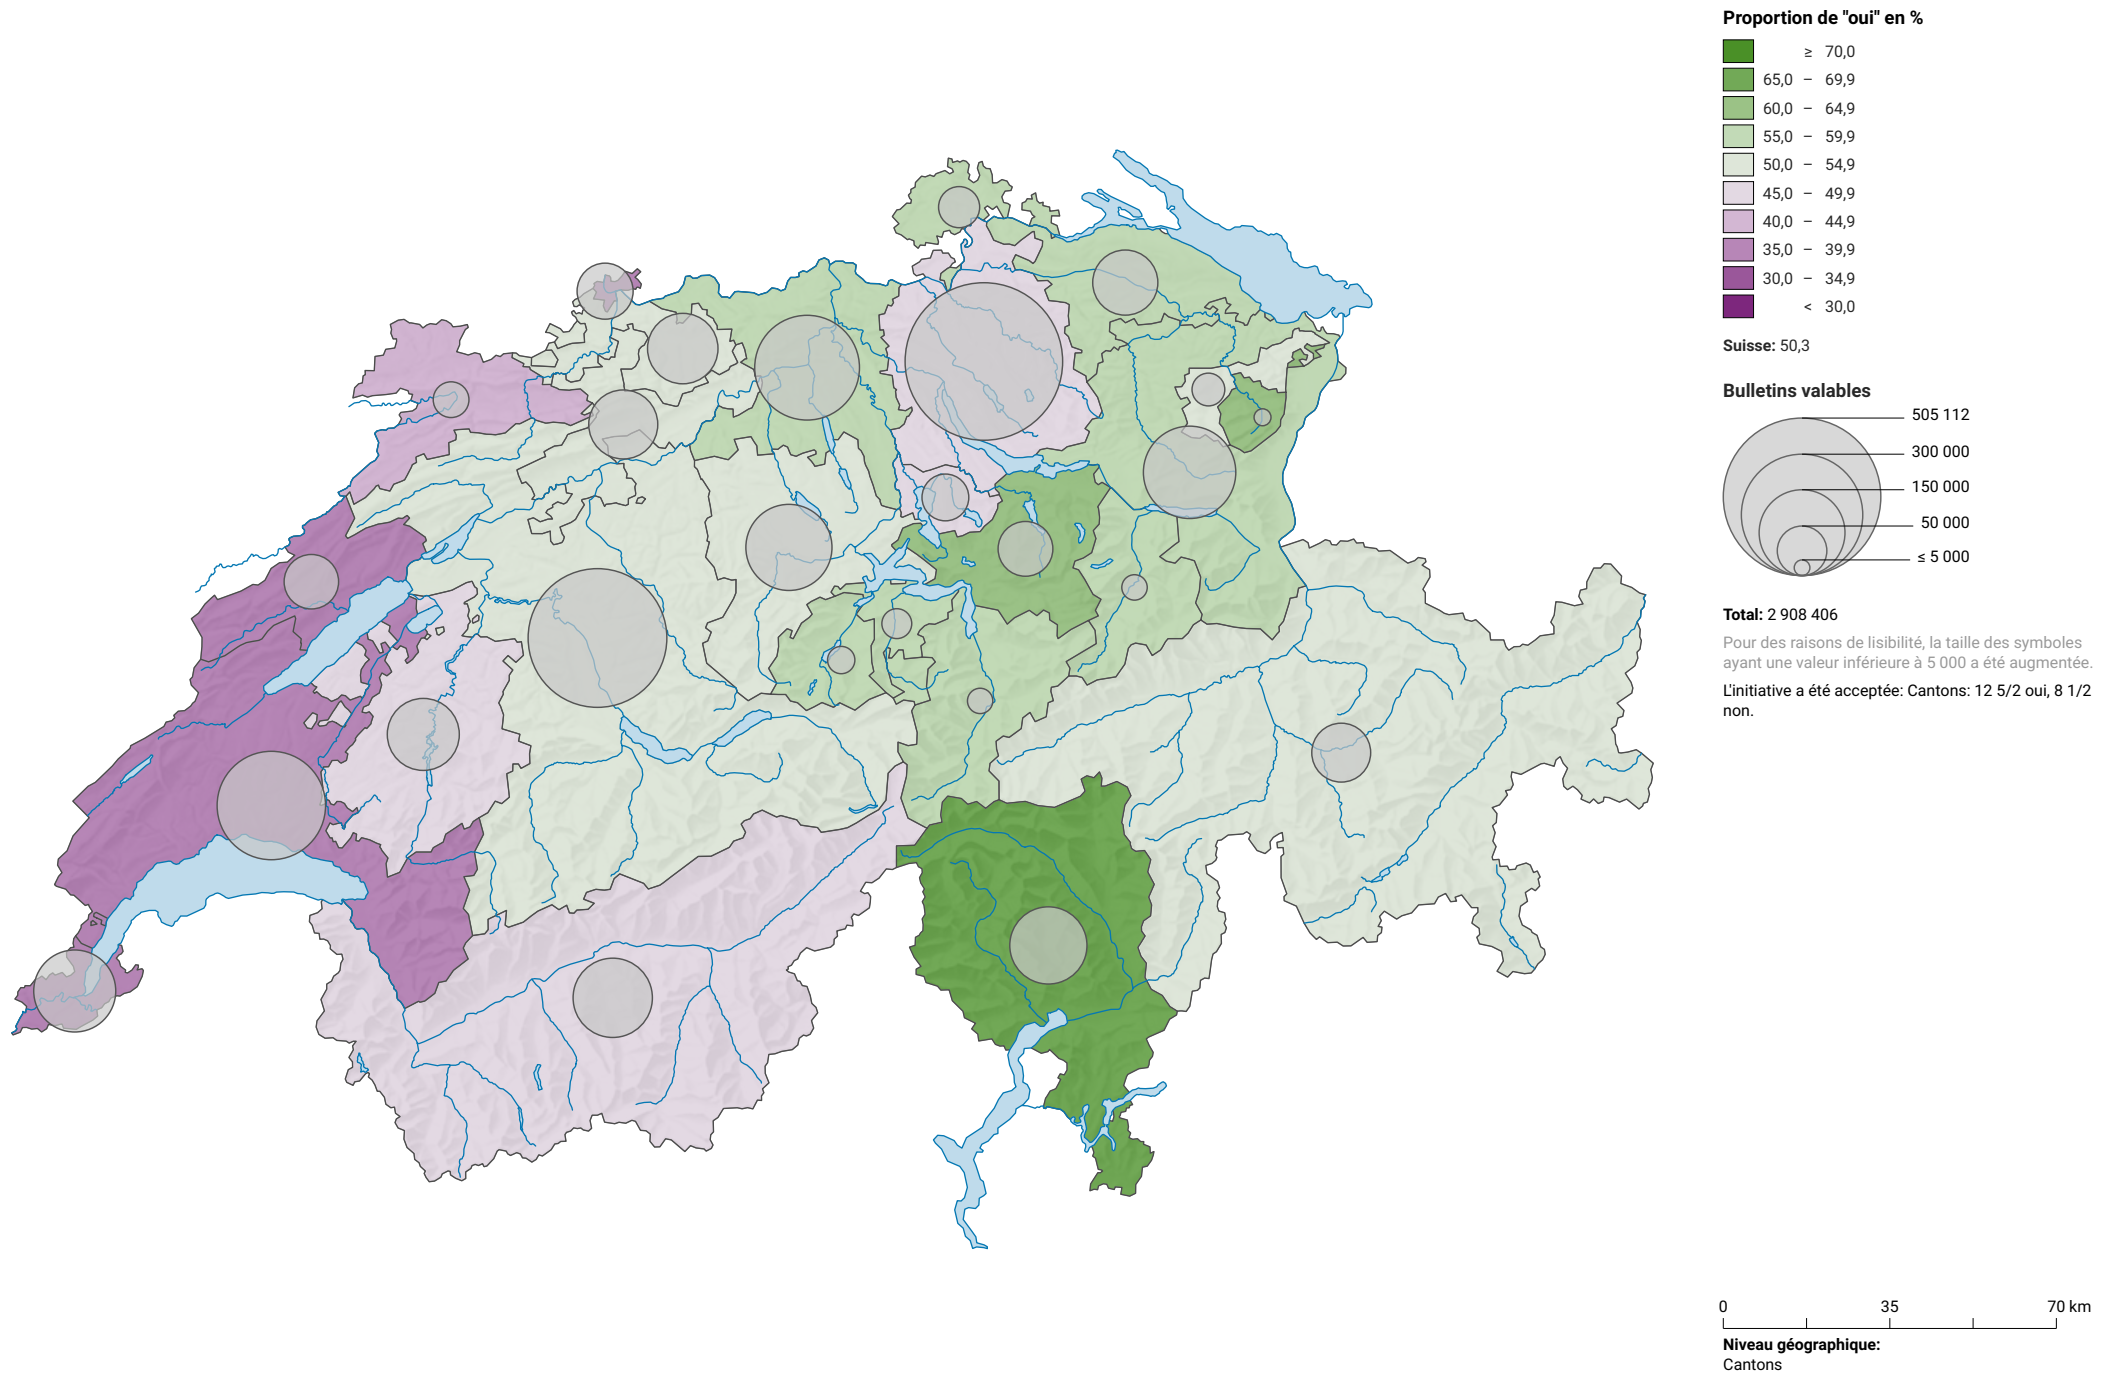 Proportion de "oui" en %
≥ 70,0
65,0 – 69,9
60,0 – 64,9
55,0 – 59,9
50,0 – 54,9
45,0 – 49,9
40,0 – 44,9
35,0 – 39,9
30,0 – 34,9
< 30,0
Suisse: 50,3
Bulletins valables
505 112
300 000
150 000
50 000
≤ 5 000
Total: 2 908 406
Pour des raisons de lisibilité, la taille des symboles
ayant une valeur inférieure à 5 000 a été augmentée.
L'initiative a été acceptée: Cantons: 12 5/2 oui, 8 1/2
non.
0 35 70 km
Niveau géographique:
Cantons